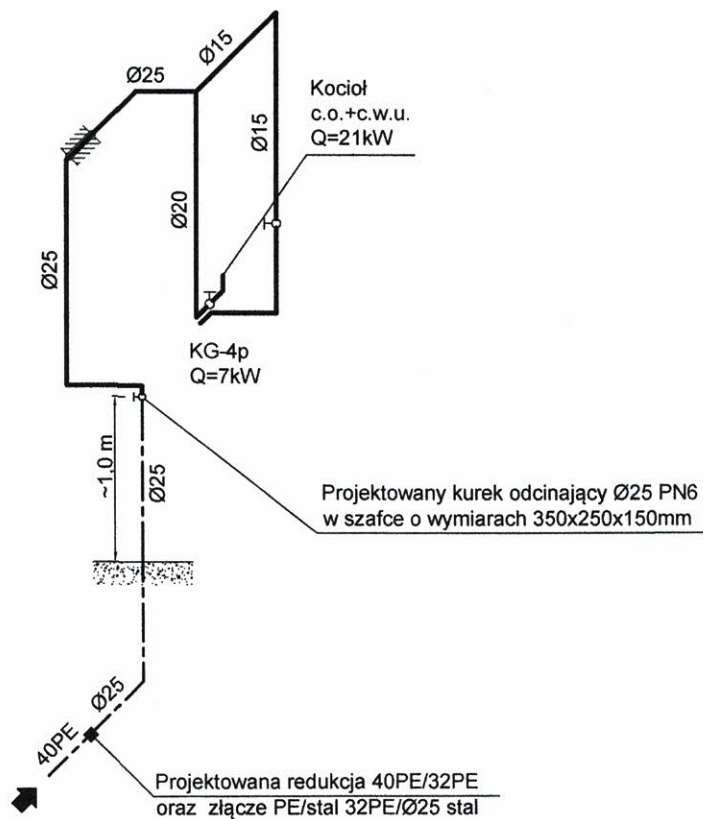 Ø15
Ø25
Kocioł
c.o.+c.w.u.
Q=21kW
Ø15
Ø20
Ø25
KG-4p
Q=7kW
~1,0 m
Ø25
Projektowany kurek odcinający Ø25 PN6
w szafce o wymiarach 350x250x150mm
Ø25
40PE
Projektowana redukcja 40PE/32PE
oraz złącze PE/stal 32PE/Ø25 stal